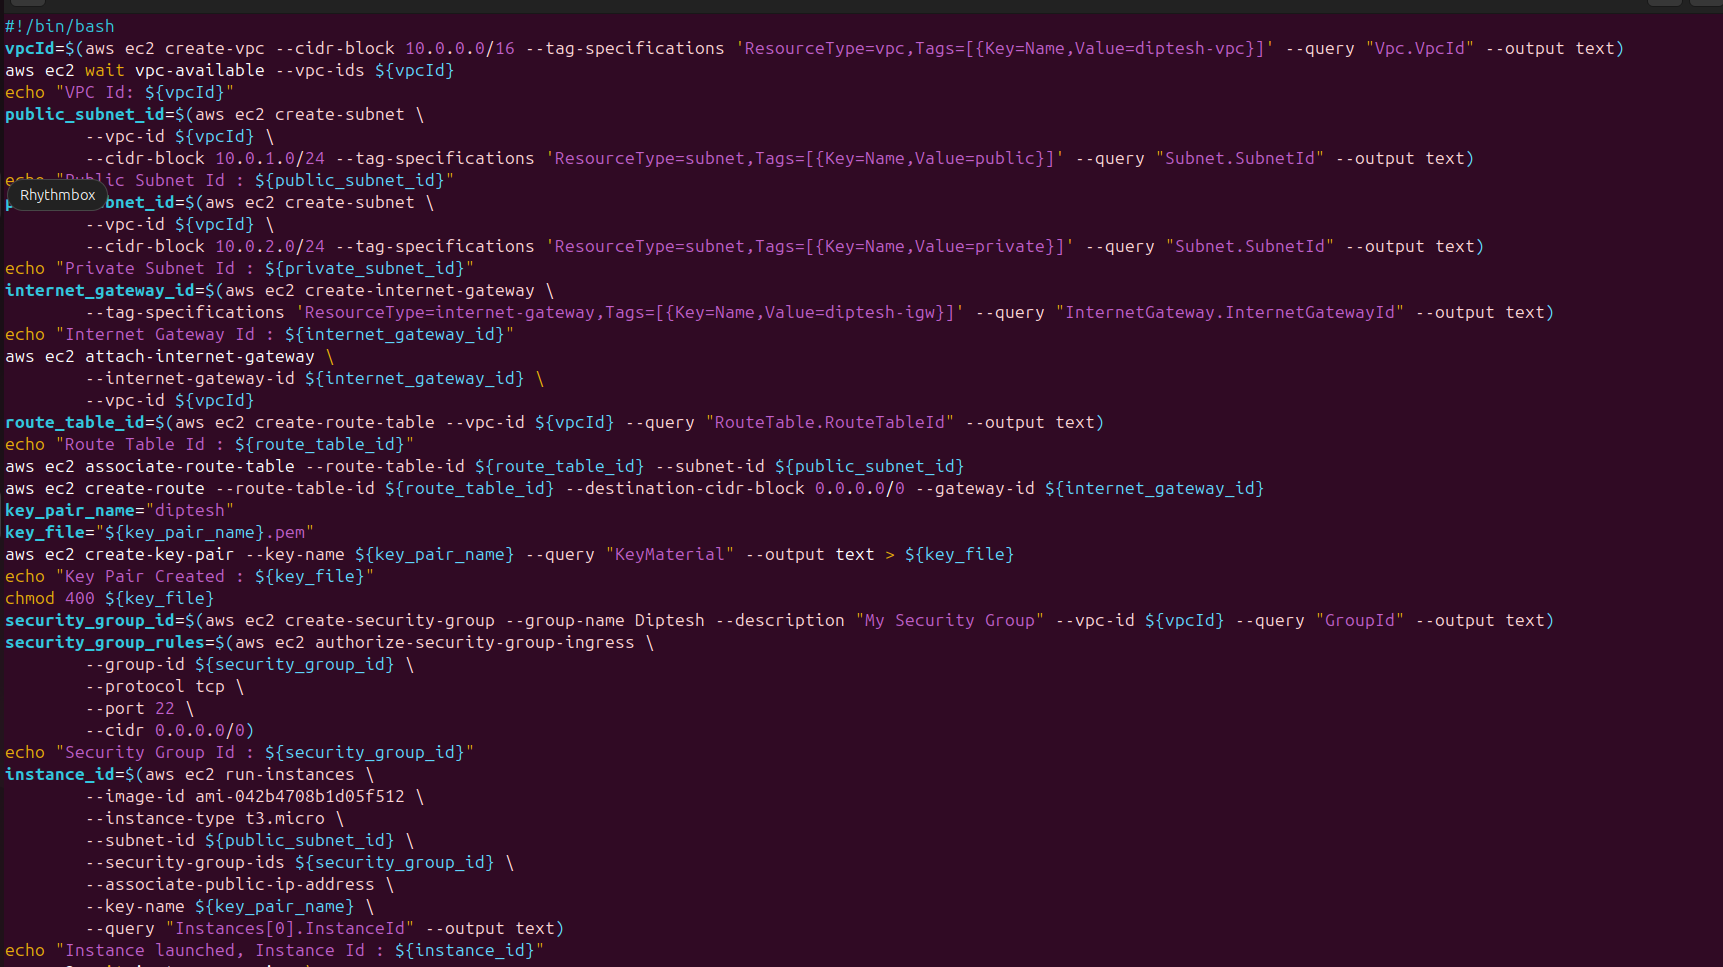 #!/bin/bash
vpcId=$(aws ec2 create-vpc --cidr-block 10.0.0.0/16 --tag-specifications 'ResourceType=vpc,Tags=[{Key=Name,Value=diptesh-vpc}]' --query "Vpc.VpcId" --output text)
aws ec2 wait vpc-available --vpc-ids ${vpcId}
echo "VPC Id: ${vpcId}"
public_subnet_id=$(aws ec2 create-subnet \
        --vpc-id ${vpcId} \
        --cidr-block 10.0.1.0/24 --tag-specifications 'ResourceType=subnet,Tags=[{Key=Name,Value=public}]' --query "Subnet.SubnetId" --output text)
echo "Public Subnet Id : ${public_subnet_id}"
Rhythmbox
bnet_id=$(aws ec2 create-subnet \
        --vpc-id ${vpcId} \
        --cidr-block 10.0.2.0/24 --tag-specifications 'ResourceType=subnet,Tags=[{Key=Name,Value=private}]' --query "Subnet.SubnetId" --output text)
echo "Private Subnet Id : ${private_subnet_id}"
internet_gateway_id=$(aws ec2 create-internet-gateway \
        --tag-specifications 'ResourceType=internet-gateway,Tags=[{Key=Name,Value=diptesh-igw}]' --query "InternetGateway.InternetGatewayId" --output text)
echo "Internet Gateway Id : ${internet_gateway_id}"
aws ec2 attach-internet-gateway \
        --internet-gateway-id ${internet_gateway_id} \
        --vpc-id ${vpcId}
route_table_id=$(aws ec2 create-route-table --vpc-id ${vpcId} --query "RouteTable.RouteTableId" --output text)
echo "Route Table Id : ${route_table_id}"
aws ec2 associate-route-table --route-table-id ${route_table_id} --subnet-id ${public_subnet_id}
aws ec2 create-route --route-table-id ${route_table_id} --destination-cidr-block 0.0.0.0/0 --gateway-id ${internet_gateway_id}
key_pair_name="diptesh"
key_file="${key_pair_name}.pem"
aws ec2 create-key-pair --key-name ${key_pair_name} --query "KeyMaterial" --output text > ${key_file}
echo "Key Pair Created : ${key_file}"
chmod 400 ${key_file}
security_group_id=$(aws ec2 create-security-group --group-name Diptesh --description "My Security Group" --vpc-id ${vpcId} --query "GroupId" --output text)
security_group_rules=$(aws ec2 authorize-security-group-ingress \
        --group-id ${security_group_id} \
        --protocol tcp \
        --port 22 \
        --cidr 0.0.0.0/0)
echo "Security Group Id : ${security_group_id}"
instance_id=$(aws ec2 run-instances \
        --image-id ami-042b4708b1d05f512 \
        --instance-type t3.micro \
        --subnet-id ${public_subnet_id} \
        --security-group-ids ${security_group_id} \
        --associate-public-ip-address \
        --key-name ${key_pair_name} \
        --query "Instances[0].InstanceId" --output text)
echo "Instance launched, Instance Id : ${instance_id}"